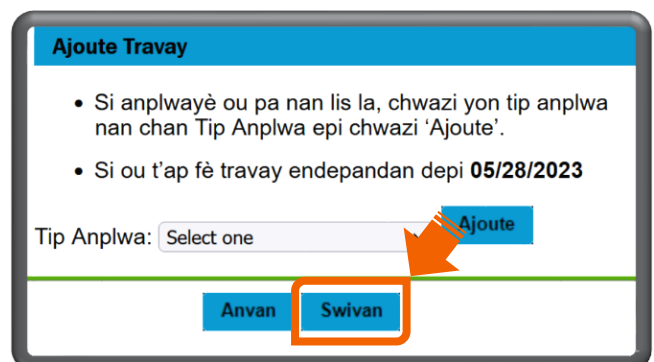 Ajoute Travay
• Si anplwayè ou pa nan lis la, chwazi yon tip anplwa
nan chan Tip Anplwa epi chwazi ‘Ajoute’.
• Si ou t’ap fè travay endepandan depi 05/28/2023
Tip Anplwa: Select one Ajoute
Anvan Swivan